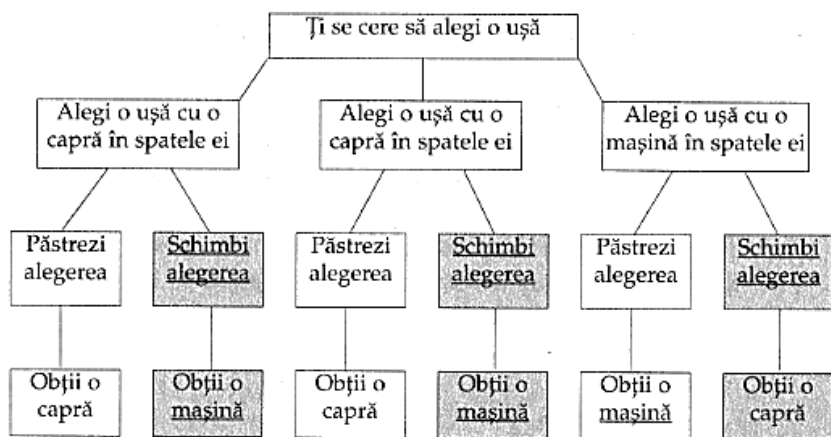 Ți se cere să alegi o ușă
Alegi o ușă cu o
capră în spatele ei
Alegi o ușă cu o
capră în spatele ei
Alegi o ușă cu o
mașină în spatele ei
Păstrezi
alegerea
Schimbi
alegerea
Păstrezi
alegerea
Schimbi
alegerea
Păstrezi
alegerea
Schimbi
alegerea
Obții o
capră
Obții o
mașină
Obții o
capră
Obții o
mașină
Obții o
mașină
Obții o
capră